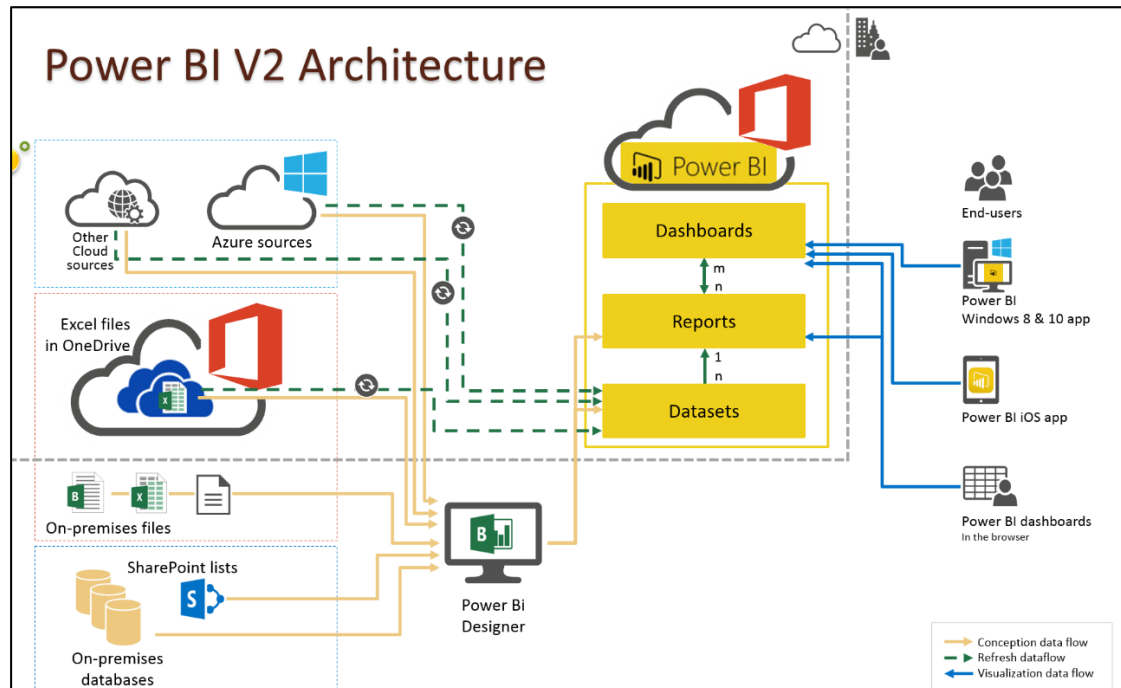 Power BI V2 Architecture
Power BI
Other
Cloud
sources
Azure sources
Dashboards
m
n
Reports
1
n
Datasets
Excel files
in OneDrive
X
B
X
On-premises files
SharePoint lists
S
On-premises
databases
B
Power Bi
Designer
End-users
Power BI
Windows 8 & 10 app
Power BI iOS app
Power BI dashboards
In the browser
Conception data flow
Refresh dataflow
Visualization data flow